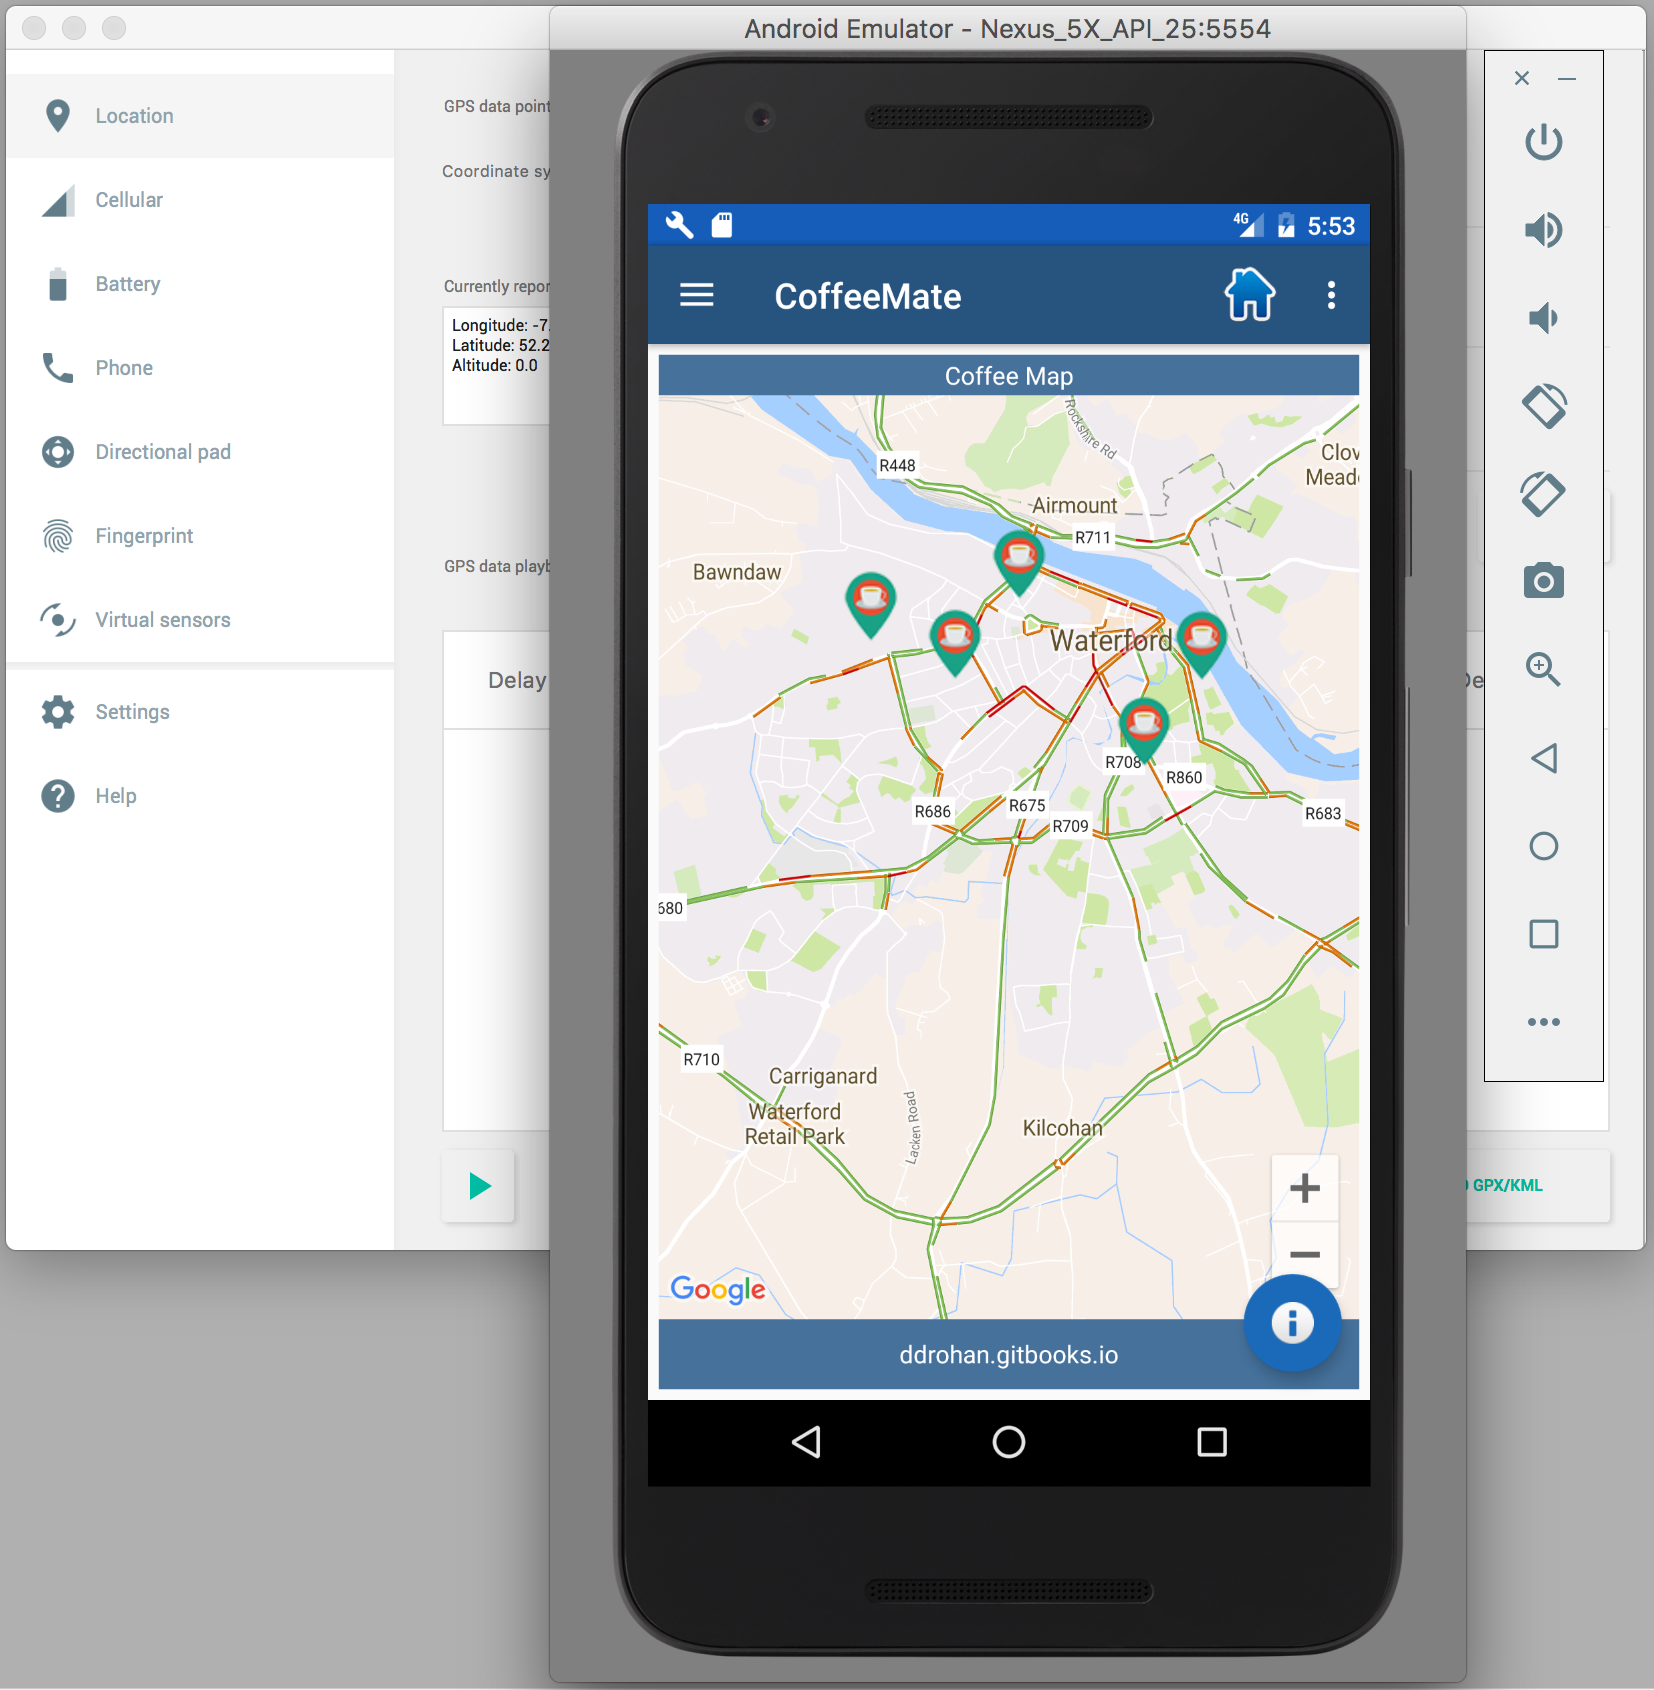 Android Emulator - Nexus_5X_API_25:5554
Location
Cellular
Battery
Phone
Directional pad
Fingerprint
Virtual sensors
Settings
Help
GPS data point
Coordinate sy
Currently repor
Longitude: -7.
Latitude: 52.2
Altitude: 0.0
GPS data playb
Delay
De
GPX/KML
4G
5:53
CoffeeMate
Coffee Map
Rockshire Rd
Clov
Mead
R448
Airmount
R711
Bawndaw
Waterford
R708
R860
R686
R675
R709
R683
680
R710
Carriganard
Waterford
Retail Park
Lacken Road
Kilcohan
+
−
Google
ddrohan.gitbooks.io